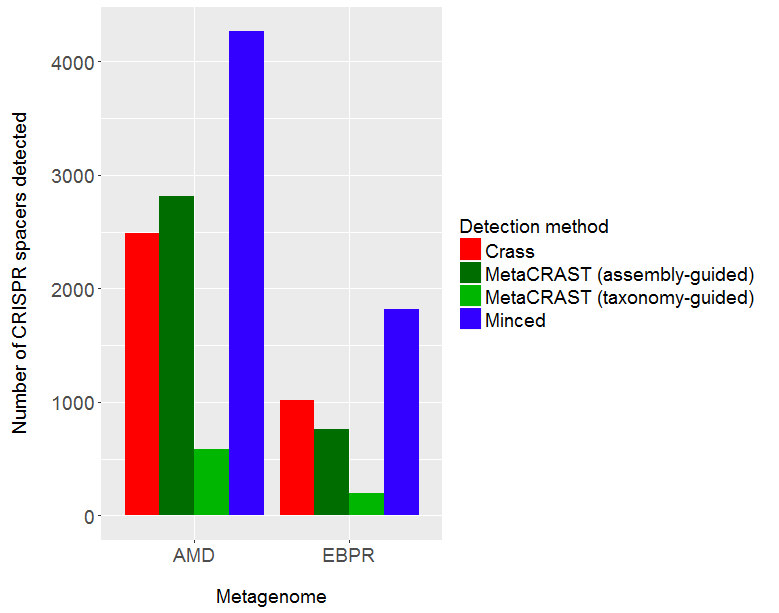 Number of CRISPR spacers detected
4000
3000
2000
1000
0
AMD
EBPR
Metagenome
Detection method
Crass
MetaCRAST (assembly-guided)
MetaCRAST (taxonomy-guided)
Minced